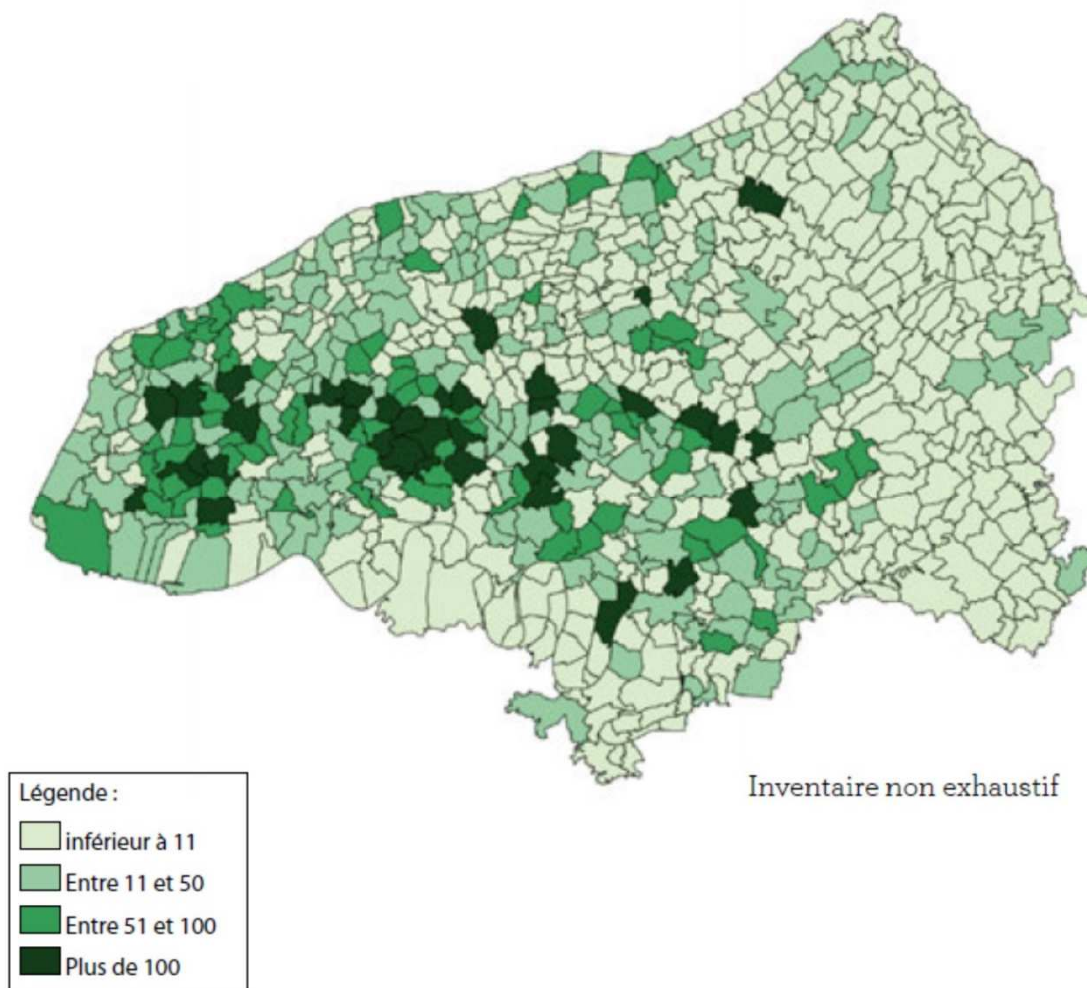 Inventaire non exhaustif
Légende :
inférieur à 11
Entre 11 et 50
Entre 51 et 100
Plus de 100